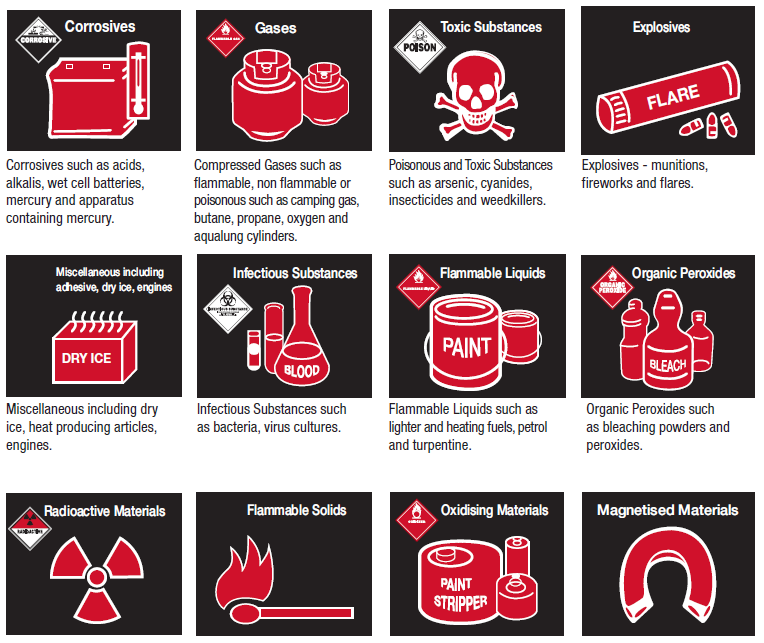 Corrosives
CORROSIVE
Gases
FLAMMABLE GAS
Toxic Substances
POISON
Explosives
FLARE
Corrosives such as acids,
alkalis, wet cell batteries,
mercury and apparatus
containing mercury.
Compressed Gases such as
flammable, non flammable or
poisonous such as camping gas,
butane, propane, oxygen and
aqualung cylinders.
Poisonous and Toxic Substances
such as arsenic, cyanides,
insecticides and weedkillers.
Explosives - munitions,
fireworks and flares.
Miscellaneous including
adhesive, dry ice, engines
DRY ICE
Infectious Substances
BLOOD
Flammable Liquids
FLAMMABLE LIQUID
PAINT
Organic Peroxides
ORGANIC
PEROXIDE
BLEACH
Miscellaneous including dry
ice, heat producing articles,
engines.
Infectious Substances such
as bacteria, virus cultures.
Flammable Liquids such as
lighter and heating fuels, petrol
and turpentine.
Organic Peroxides such
as bleaching powders and
peroxides.
Radioactive Materials
RADIOACTIVE
Flammable Solids
Oxidising Materials
PAINT
STRIPPER
Magnetised Materials